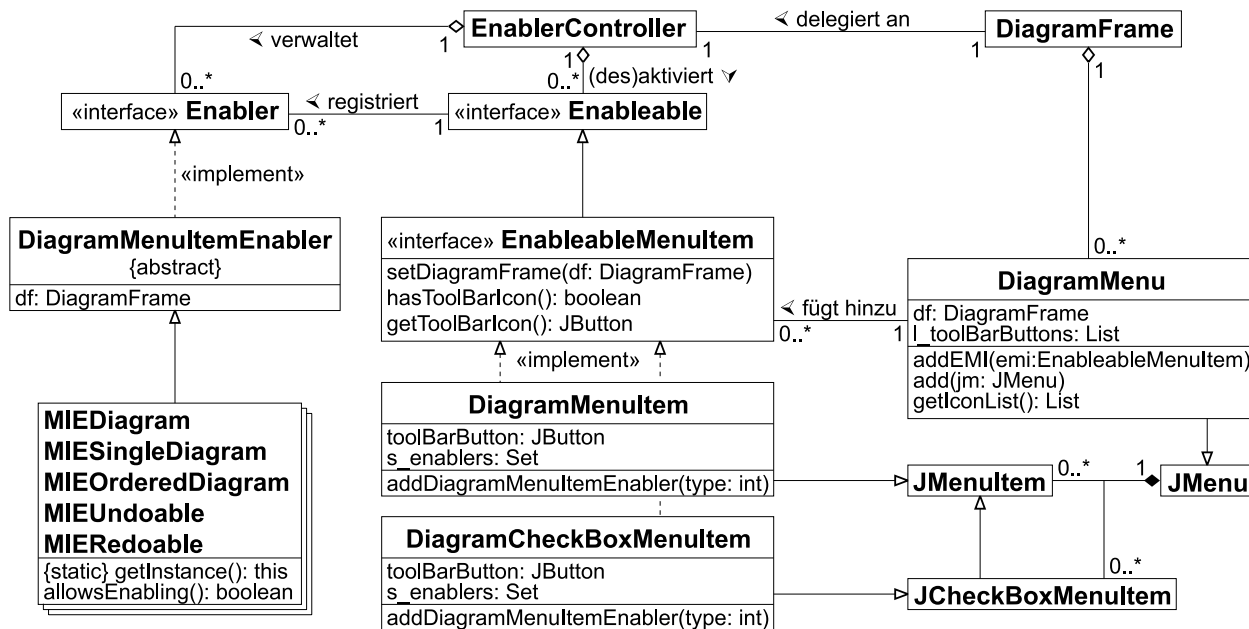 EnablerController
DiagramFrame
⮜ verwaltet
1
1
1
⮜ delegiert an
1
1
0..*
0..*
(des)aktiviert ⮟
«interface» Enabler
⮜ registriert
0..*
1
«interface» Enableable
«implement»
DiagramMenuItemEnabler
{abstract}
df: DiagramFrame
«interface» EnableableMenuItem
setDiagramFrame(df: DiagramFrame)
hasToolBarIcon(): boolean
getToolBarIcon(): JButton
⮜ fügt hinzu
0..*
1
0..*
DiagramMenu
df: DiagramFrame
l_toolBarButtons: List
addEMI(emi:EnableableMenuItem)
add(jm: JMenu)
getIconList(): List
«implement»
MIEDiagram
MIESingleDiagram
MIEOrderedDiagram
MIEUndoable
MIERedoable
{static} getInstance(): this
allowsEnabling(): boolean
DiagramMenuItem
toolBarButton: JButton
s_enablers: Set
addDiagramMenuItemEnabler(type: int)
JMenuItem
0..*
1
JMenu
DiagramCheckBoxMenuItem
toolBarButton: JButton
s_enablers: Set
addDiagramMenuItemEnabler(type: int)
0..*
JCheckBoxMenuItem